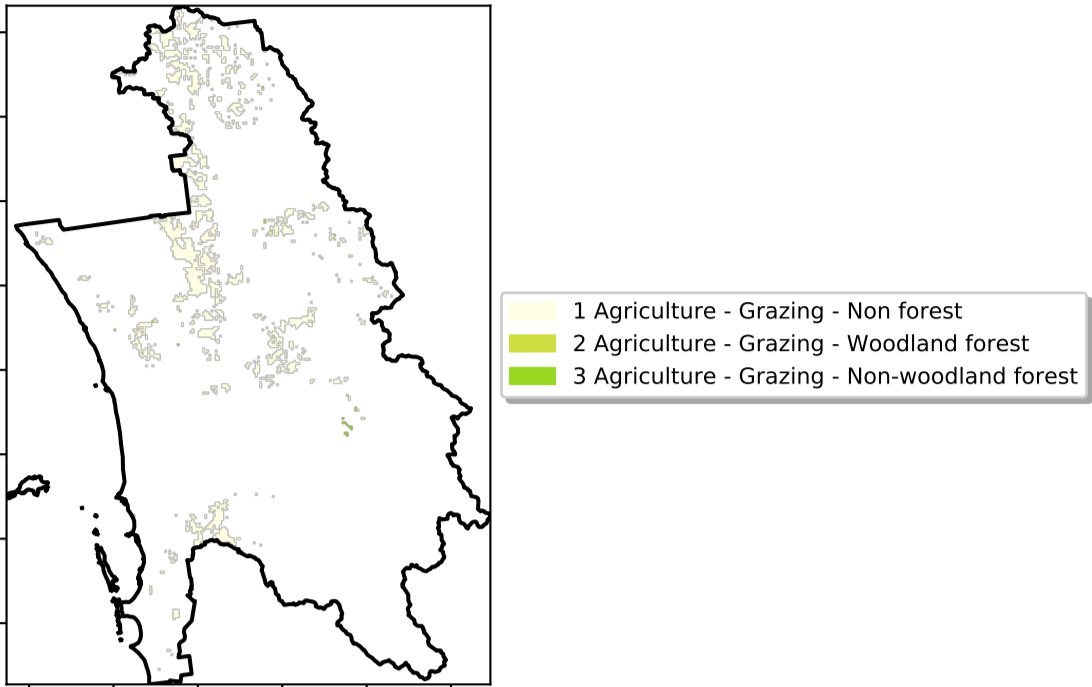 1 Agriculture - Grazing - Non forest
2 Agriculture - Grazing - Woodland forest
3 Agriculture - Grazing - Non-woodland forest